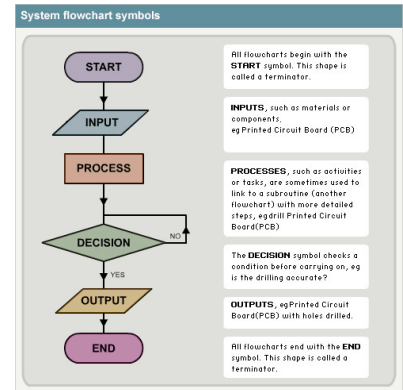 System flowchart symbols
START
All flowcharts begin with the
START symbol. This shape is
called a terminator.
INPUT
INPUTS, such as materials or
components.
eg Printed Circuit Board (PCB)
PROCESS
PROCESSES, such as activities
or tasks, are sometimes used to
link to a subroutine (another
flowchart) with more detailed
steps, eg drill Printed Circuit
Board(PCB)
DECISION
NO
The DECISION symbol checks a
condition before carrying on, eg
is the drilling accurate?
YES
OUTPUT
OUTPUTS, eg Printed Circuit
Board(PCB) with holes drilled.
END
All flowcharts end with the END
symbol. This shape is called a
terminator.